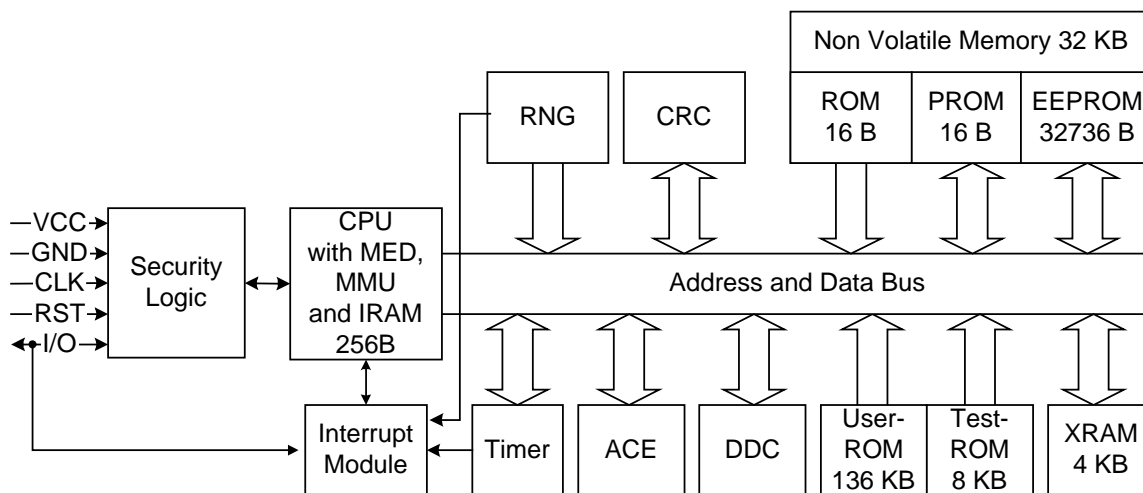 Non Volatile Memory 32 KB
RNG
CRC
ROM
16 B
PROM
16 B
EEPROM
32736 B
VCC
GND
CLK
RST
I/O
Security
Logic
CPU
with MED,
MMU
and IRAM
256B
Address and Data Bus
Interrupt
Module
Timer
ACE
DDC
User-
ROM
136 KB
Test-
ROM
8 KB
XRAM
4 KB